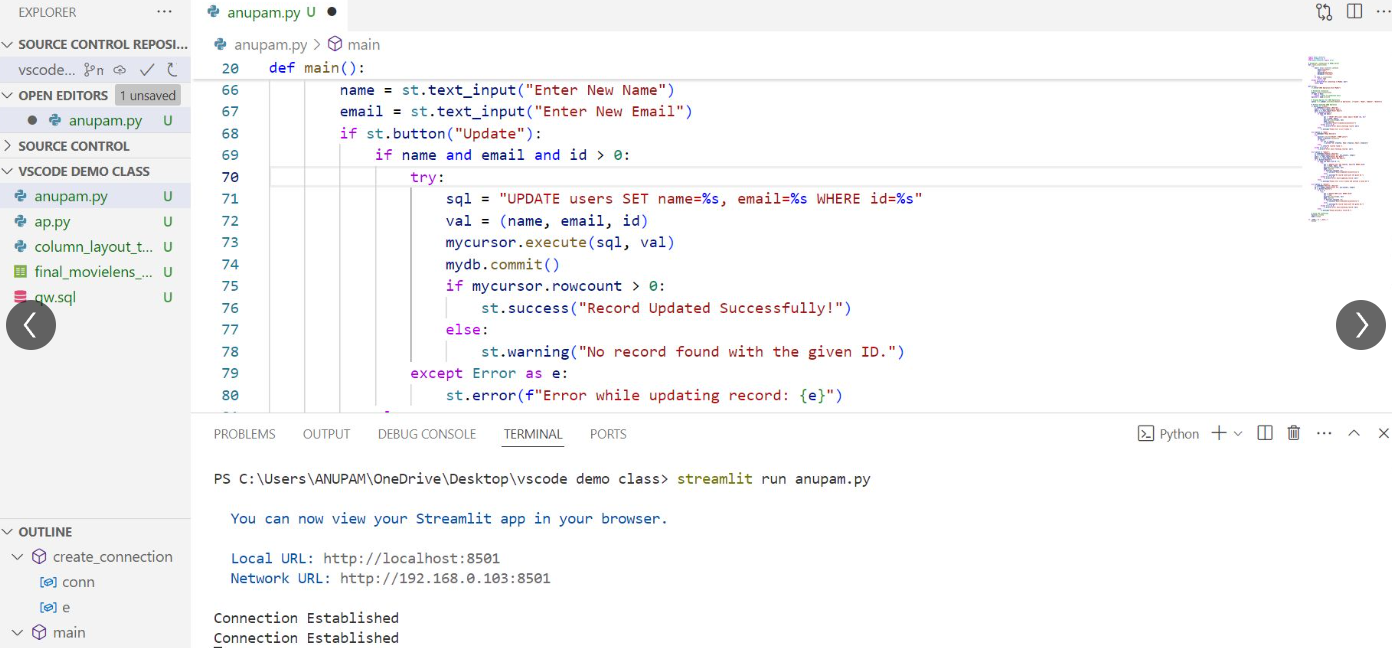 EXPLORER
SOURCE CONTROL REPOSI...
vscode... n
OPEN EDITORS 1 unsaved
anupam.py U
SOURCE CONTROL
VSCODE DEMO CLASS
anupam.py U
ap.py U
column_layout_t... U
final_movielens_... U
qw.sql U
OUTLINE
create_connection
conn
e
main
anupam.py U
anupam.py > main
20 def main():
66 name = st.text_input("Enter New Name")
67 email = st.text_input("Enter New Email")
68 if st.button("Update"):
69 if name and email and id > 0:
70 try:
71 sql = "UPDATE users SET name=%s, email=%s WHERE id=%s"
72 val = (name, email, id)
73 mycursor.execute(sql, val)
74 mydb.commit()
75 if mycursor.rowcount > 0:
76 st.success("Record Updated Successfully!")
77 else:
78 st.warning("No record found with the given ID.")
79 except Error as e:
80 st.error(f"Error while updating record: {e}")
PROBLEMS OUTPUT DEBUG CONSOLE TERMINAL PORTS Python
PS C:\Users\ANUPAM\OneDrive\Desktop\vscode demo class> streamlit run anupam.py
You can now view your Streamlit app in your browser.
Local URL: http://localhost:8501
Network URL: http://192.168.0.103:8501
Connection Established
Connection Established